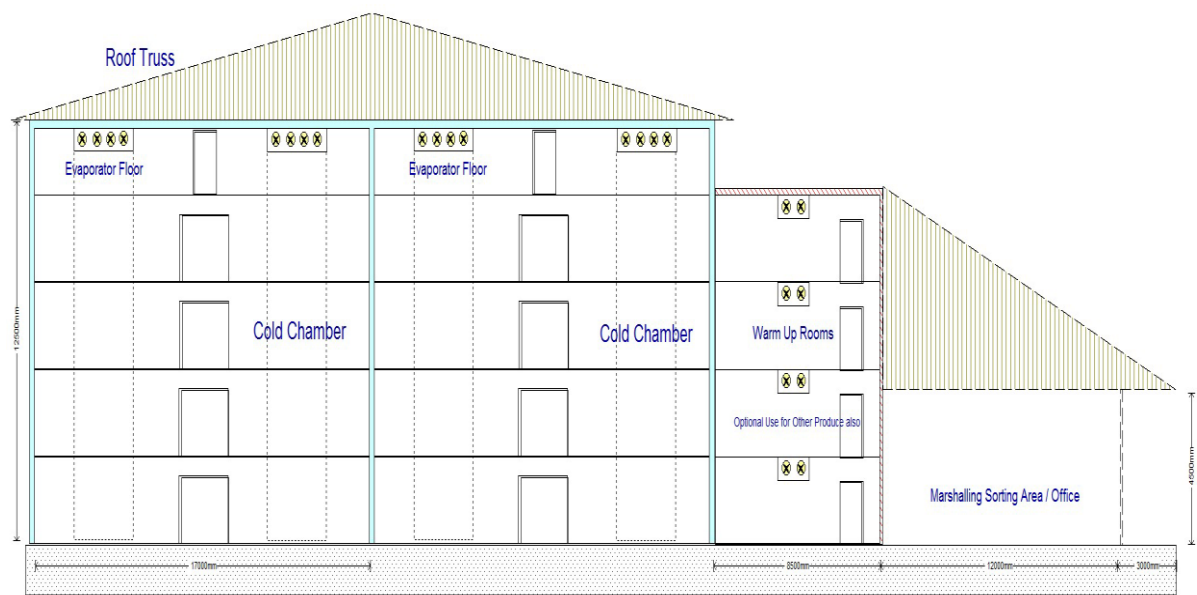 Roof Truss
Evaporator Floor
Evaporator Floor
Cold Chamber
Cold Chamber
Warm Up Rooms
Optional Use for Other Produce also
Marshalling Sorting Area / Office
12500mm
4500mm
17000mm
8500mm
12000mm
3000mm